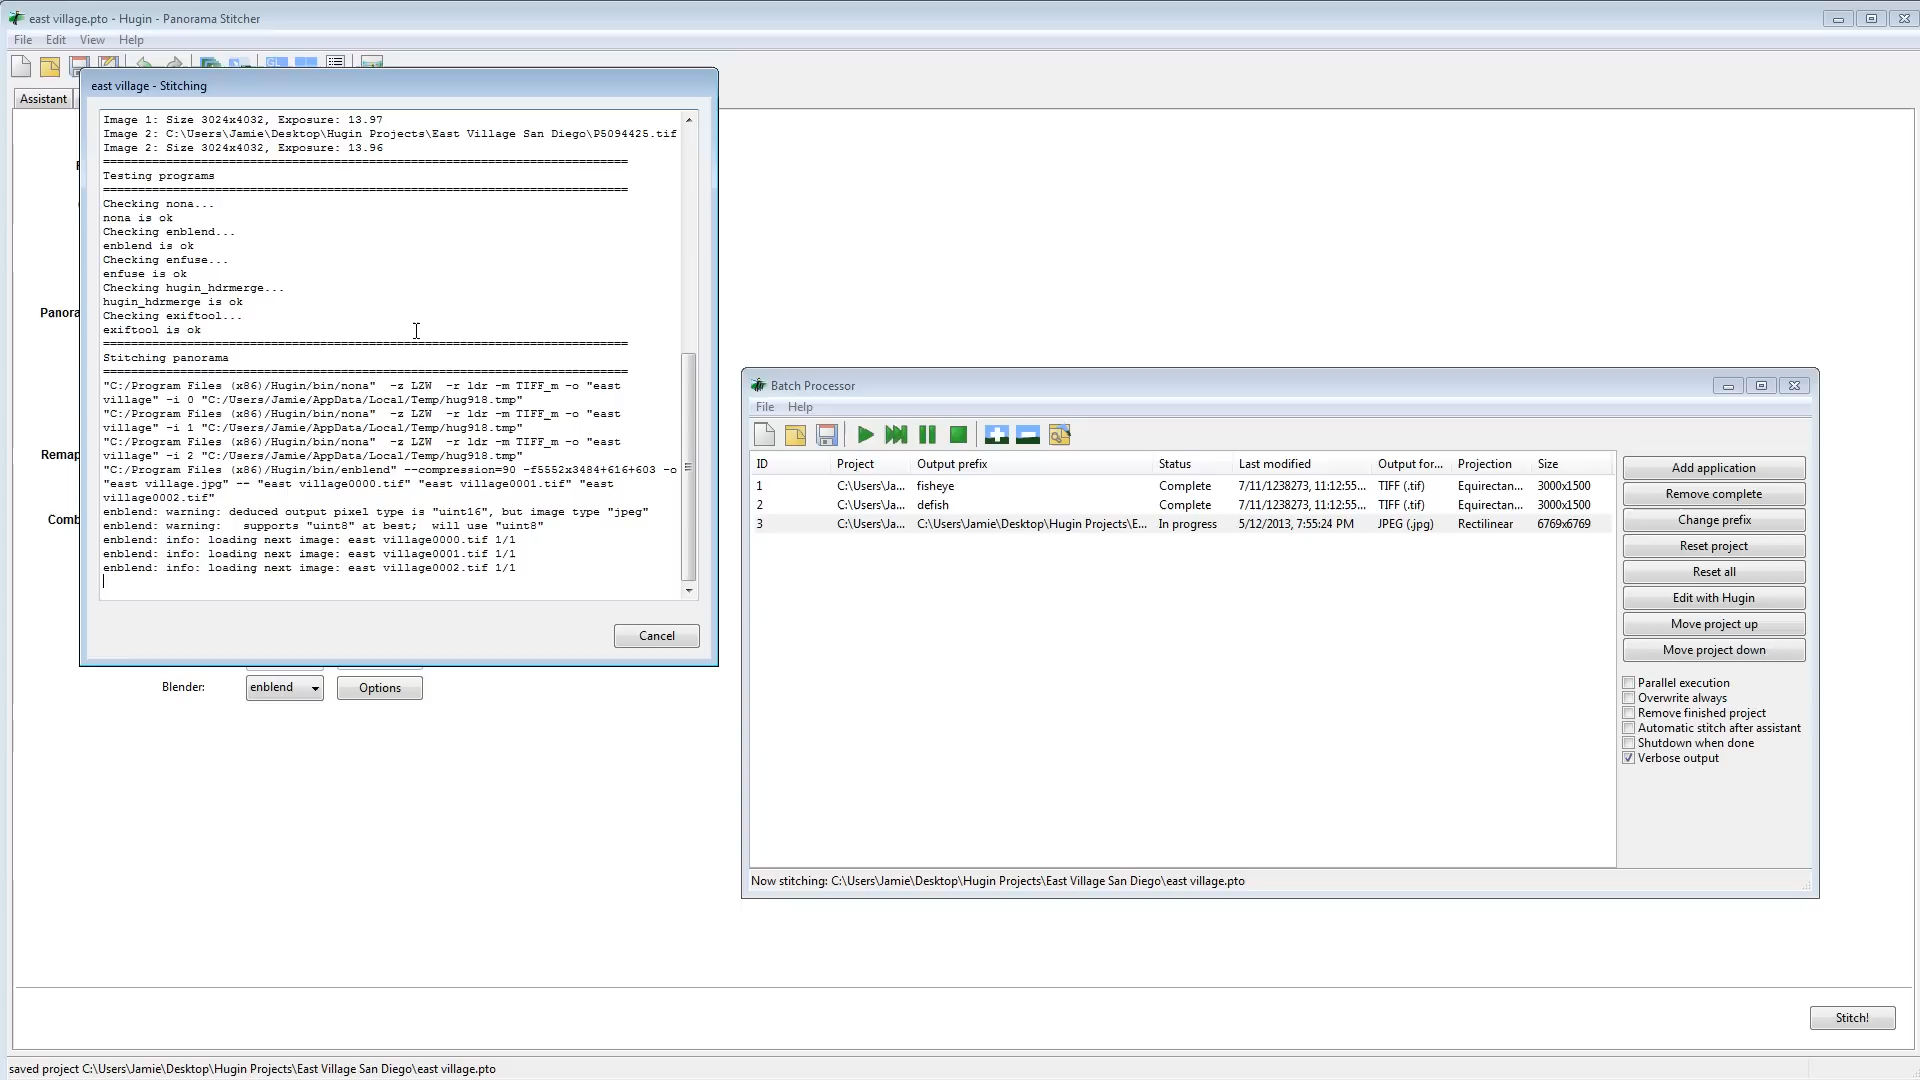 east village.pto - Hugin - Panorama Stitcher
File Edit View Help
Assistant
east village - Stitching
Image 1: Size 3024x4032, Exposure: 13.97
Image 2: C:\Users\Jamie\Desktop\Hugin Projects\East Village San Diego\P5094425.tif
Image 2: Size 3024x4032, Exposure: 13.96
===========================================================================
Testing programs
===========================================================================
Checking nona...
nona is ok
Checking enblend...
enblend is ok
Checking enfuse...
enfuse is ok
Checking hugin_hdrmerge...
hugin_hdrmerge is ok
Checking exiftool...
exiftool is ok
===========================================================================
Stitching panorama
===========================================================================
"C:/Program Files (x86)/Hugin/bin/nona"  -z LZW  -r ldr -m TIFF_m -o "east
village" -i 0 "C:/Users/Jamie/AppData/Local/Temp/hug918.tmp"
"C:/Program Files (x86)/Hugin/bin/nona"  -z LZW  -r ldr -m TIFF_m -o "east
village" -i 1 "C:/Users/Jamie/AppData/Local/Temp/hug918.tmp"
"C:/Program Files (x86)/Hugin/bin/nona"  -z LZW  -r ldr -m TIFF_m -o "east
village" -i 2 "C:/Users/Jamie/AppData/Local/Temp/hug918.tmp"
"C:/Program Files (x86)/Hugin/bin/enblend" --compression=90 -f5552x3484+616+603 -o
"east village.jpg" -- "east village0000.tif" "east village0001.tif" "east
village0002.tif"
enblend: warning: deduced output pixel type is "uint16", but image type "jpeg"
enblend: warning:   supports "uint8" at best;  will use "uint8"
enblend: info: loading next image: east village0000.tif 1/1
enblend: info: loading next image: east village0001.tif 1/1
enblend: info: loading next image: east village0002.tif 1/1
Cancel
Panora
Remap
Comb
Blender: enblend Options
Batch Processor
File Help
ID Project Output prefix Status Last modified Output for... Projection Size
1 C:\Users\Ja... fisheye Complete 7/11/1238273, 11:12:55... TIFF (.tif) Equirectan... 3000x1500
2 C:\Users\Ja... defish Complete 7/11/1238273, 11:12:55... TIFF (.tif) Equirectan... 3000x1500
3 C:\Users\Ja... C:\Users\Jamie\Desktop\Hugin Projects\E... In progress 5/12/2013, 7:55:24 PM JPEG (.jpg) Rectilinear 6769x6769
Add application
Remove complete
Change prefix
Reset project
Reset all
Edit with Hugin
Move project up
Move project down
Parallel execution
Overwrite always
Remove finished project
Automatic stitch after assistant
Shutdown when done
Verbose output
Now stitching: C:\Users\Jamie\Desktop\Hugin Projects\East Village San Diego\east village.pto
Stitch!
saved project C:\Users\Jamie\Desktop\Hugin Projects\East Village San Diego\east village.pto